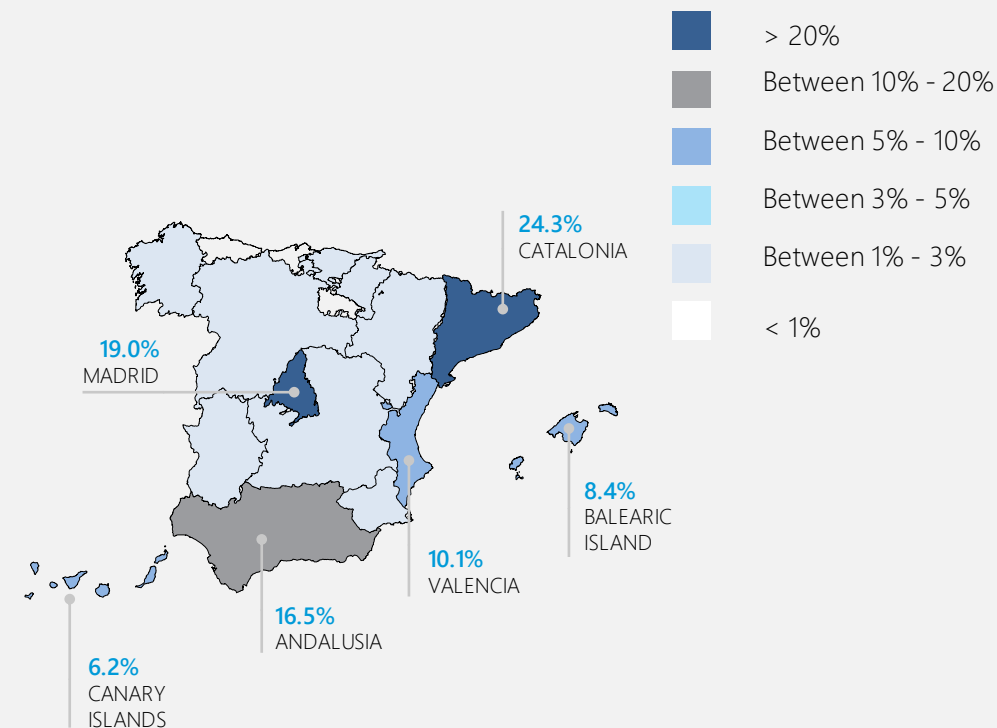 > 20%
Between 10% - 20%
Between 5% - 10%
Between 3% - 5%
Between 1% - 3%
< 1%
24.3%
CATALONIA
19.0%
MADRID
8.4%
BALEARIC
ISLAND
10.1%
VALENCIA
16.5%
ANDALUSIA
6.2%
CANARY
ISLANDS